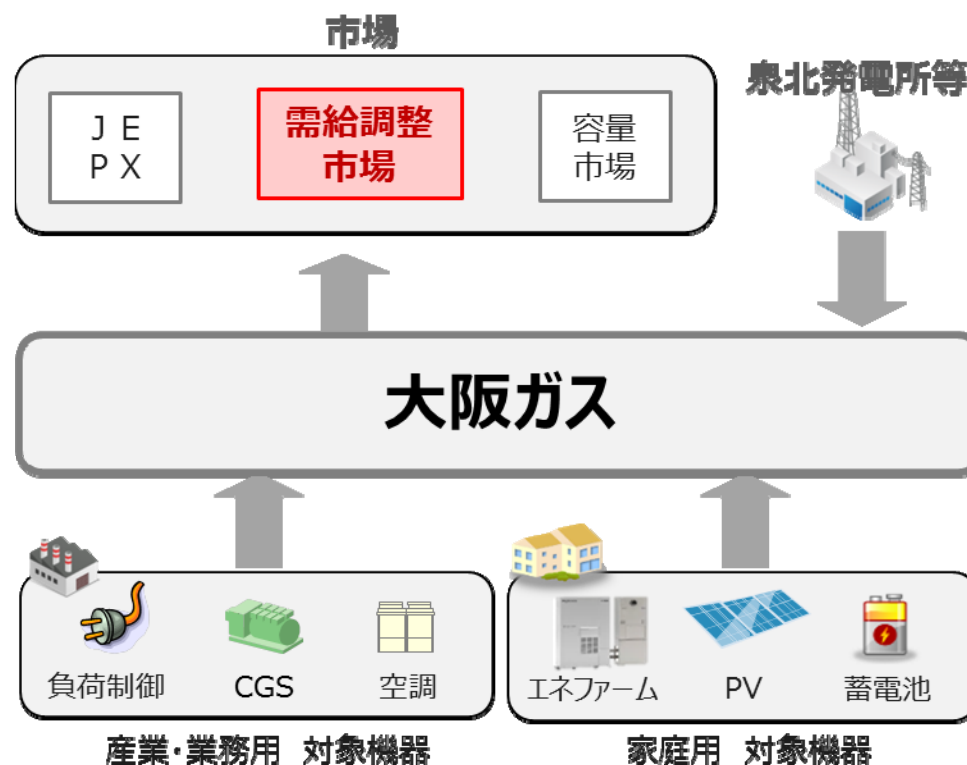 市場
泉北発電所等
ＪＥ
ＰＸ
需給調整
市場
容量
市場
大阪ガス
負荷制御
CGS
空調
エネファーム
PV
蓄電池
産業・業務用 対象機器
家庭用 対象機器